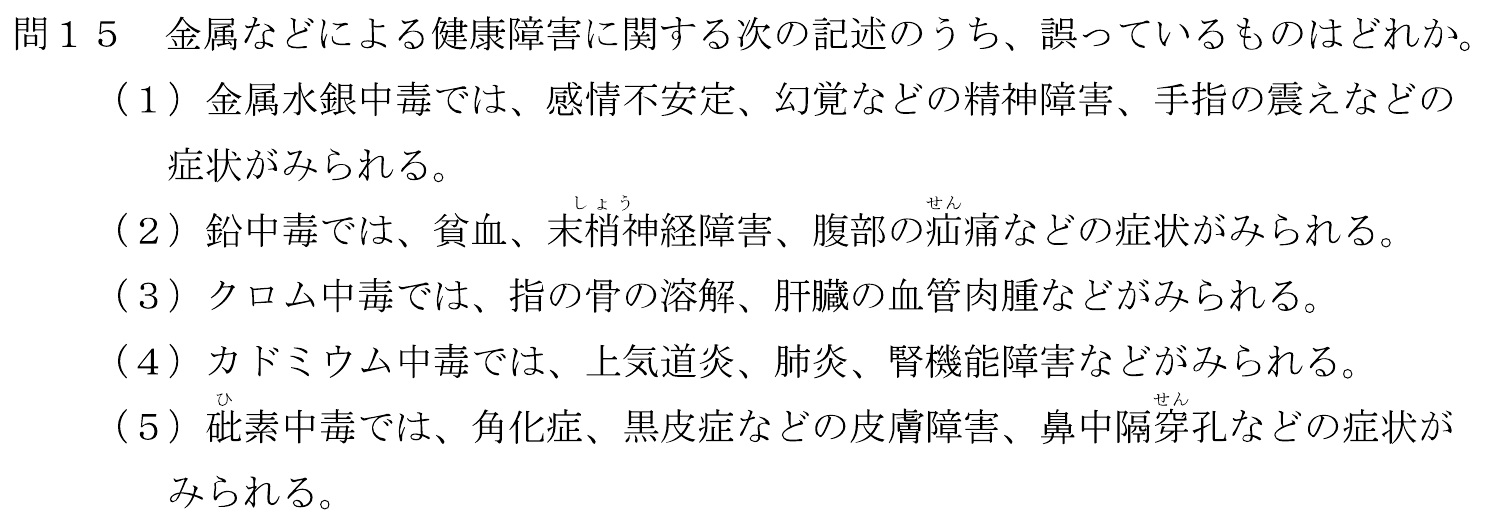 問１５　金属などによる健康障害に関する次の記述のうち、誤っているものはどれか。
（１）金属水銀中毒では、感情不安定、幻覚などの精神障害、手指の震えなどの
症状がみられる。
しょう　せん
（２）鉛中毒では、貧血、末梢神経障害、腹部の疝痛などの症状がみられる。
（３）クロム中毒では、指の骨の溶解、肝臓の血管肉腫などがみられる。
（４）カドミウム中毒では、上気道炎、肺炎、腎機能障害などがみられる。
ひ　せん
（５）砒素中毒では、角化症、黒皮症などの皮膚障害、鼻中隔穿孔などの症状が
みられる。